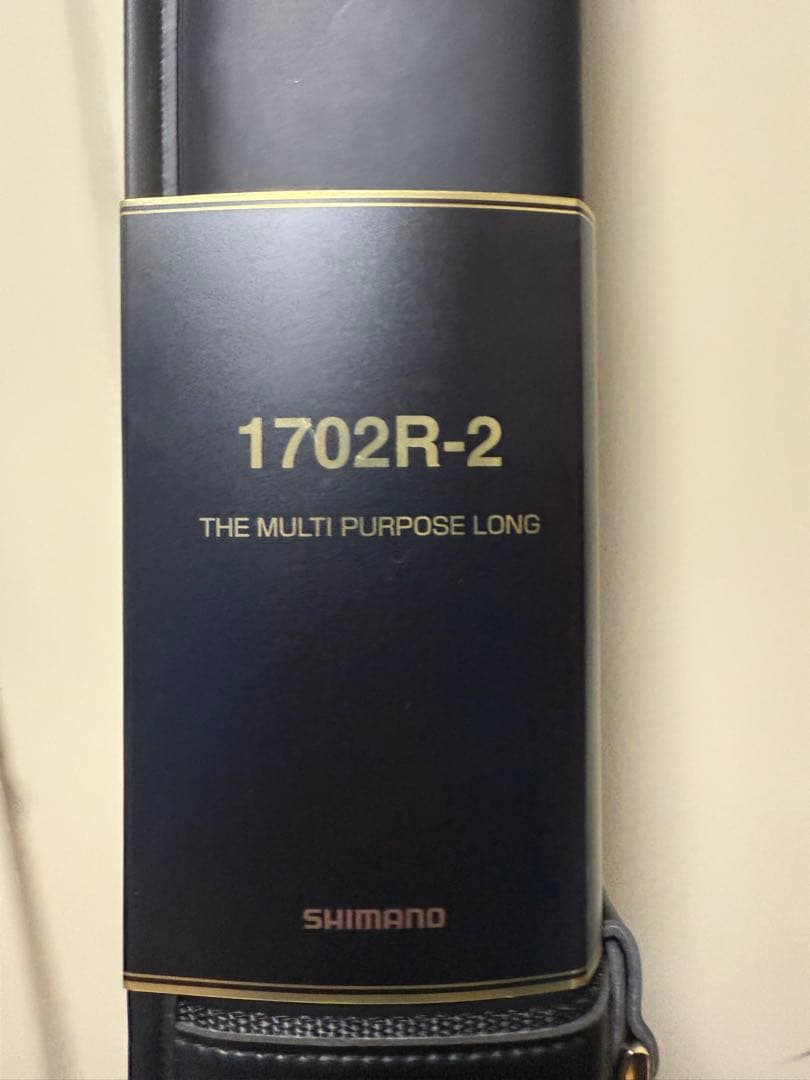 1702R-2
THE MULTI PURPOSE LONG
SHIMANO